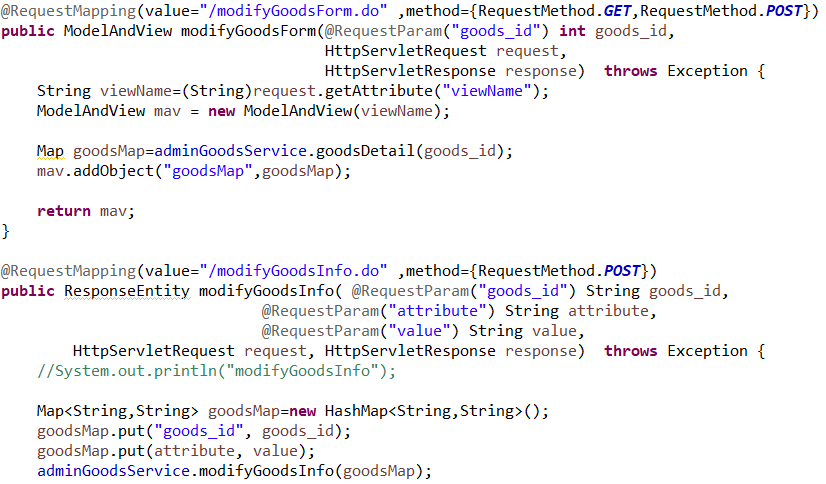 @RequestMapping(value="/modifyGoodsForm.do" ,method={RequestMethod.GET,RequestMethod.POST})
public ModelAndView modifyGoodsForm(@RequestParam("goods_id") int goods_id,
HttpServletRequest request,
HttpServletResponse response)  throws Exception {
String viewName=(String)request.getAttribute("viewName");
ModelAndView mav = new ModelAndView(viewName);
Map goodsMap=adminGoodsService.goodsDetail(goods_id);
mav.addObject("goodsMap",goodsMap);
return mav;
}
@RequestMapping(value="/modifyGoodsInfo.do" ,method={RequestMethod.POST})
public ResponseEntity modifyGoodsInfo( @RequestParam("goods_id") String goods_id,
@RequestParam("attribute") String attribute,
@RequestParam("value") String value,
HttpServletRequest request, HttpServletResponse response)  throws Exception {
//System.out.println("modifyGoodsInfo");
Map<String,String> goodsMap=new HashMap<String,String>();
goodsMap.put("goods_id", goods_id);
goodsMap.put(attribute, value);
adminGoodsService.modifyGoodsInfo(goodsMap);